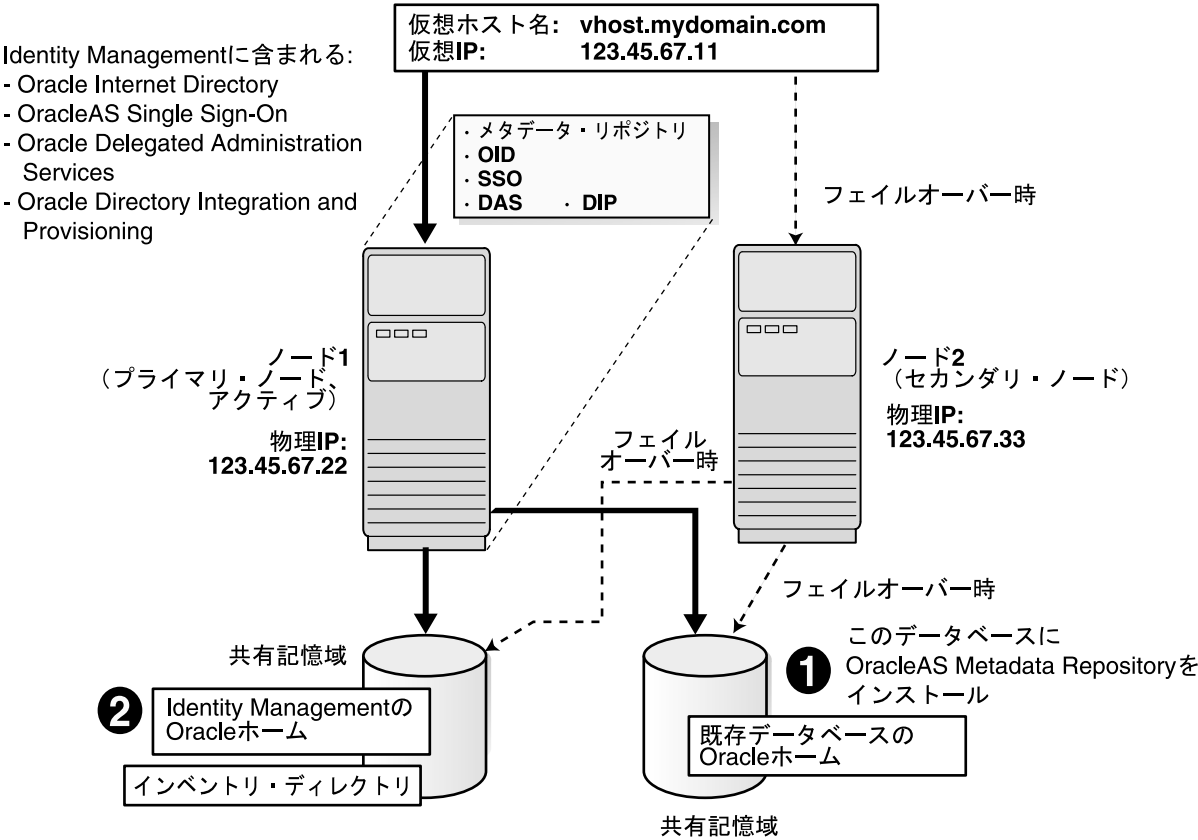 仮想ホスト名: vhost.mydomain.com
仮想IP: 123.45.67.11
Identity Managementに含まれる:
- Oracle Internet Directory
- OracleAS Single Sign-On
- Oracle Delegated Administration
Services
- Oracle Directory Integration and
Provisioning
・メタデータ・リポジトリ
・OID
・SSO
・DAS ・DIP
フェイルオーバー時
ノード1
（プライマリ・ノード、
アクティブ）
物理IP:
123.45.67.22
ノード2
（セカンダリ・ノード）
物理IP:
123.45.67.33
フェイル
オーバー時
フェイルオーバー時
共有記憶域
2
Identity Managementの
Oracleホーム
インベントリ・ディレクトリ
1
このデータベースに
OracleAS Metadata Repositoryを
インストール
既存データベースの
Oracleホーム
共有記憶域